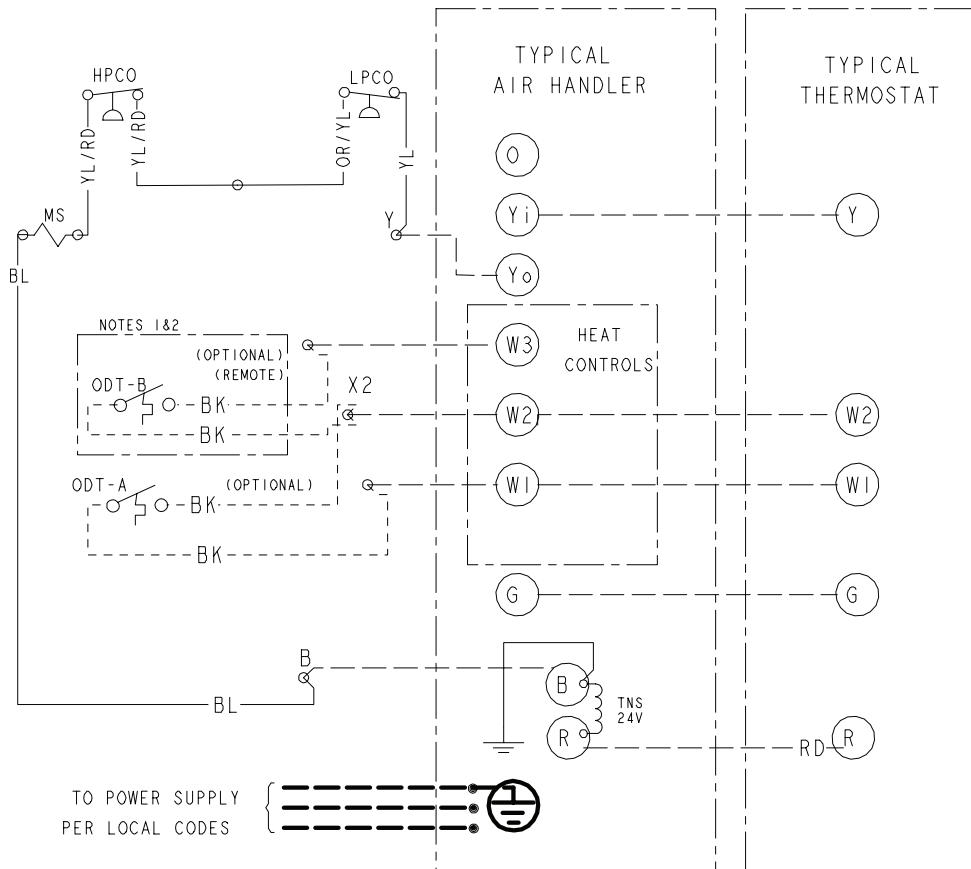 TYPICAL
AIR HANDLER
TYPICAL
THERMOSTAT
HPCO
LPCO
YL/RD
YL/RD
OR/YL
YL
MS
Y
BL
O
Yi
Y
Yo
NOTES 1&2
(OPTIONAL)
(REMOTE)
W3
HEAT
CONTROLS
ODT-B
BK
BK
X2
W2
W2
ODT-A
(OPTIONAL)
BK
BK
W1
W1
G
G
B
BL
B
TNS
24V
R
RD
R
TO POWER SUPPLY
PER LOCAL CODES